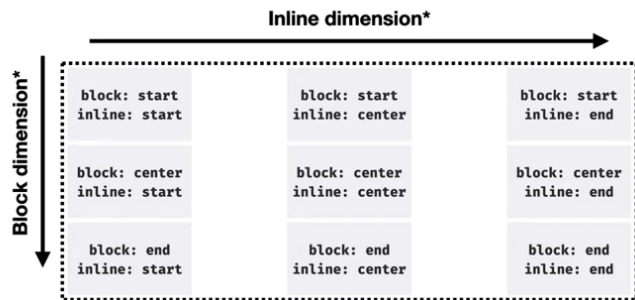 Inline dimension*
Block dimension*
block: start
inline: start
block: start
inline: center
block: start
inline: end
block: center
inline: start
block: center
inline: center
block: center
inline: end
block: end
inline: start
block: end
inline: center
block: end
inline: end